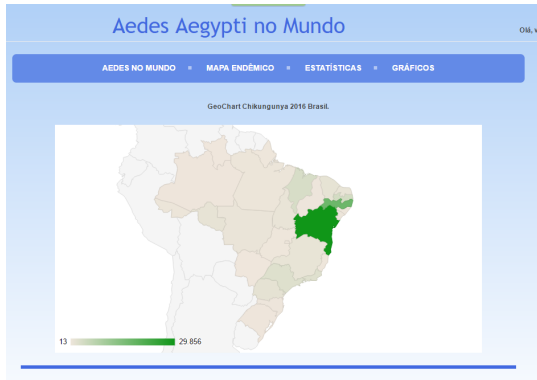 Aedes Aegypti no Mundo
Olá,
AEDES NO MUNDO MAPA ENDÊMICO ESTATÍSTICAS GRÁFICOS
GeoChart Chikungunya 2016 Brasil.
13 29.856